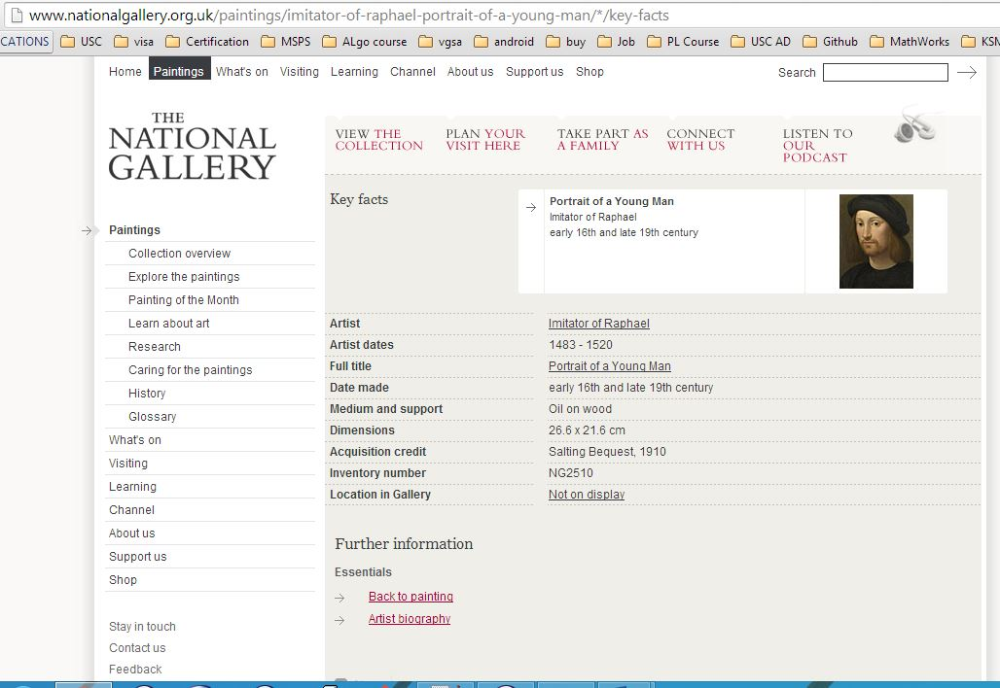 www.nationalgallery.org.uk/paintings/imitator-of-raphael-portrait-of-a-young-man/*/key-facts
CATIONS USC visa Certification MSPS ALgo course vgsa android buy Job PL Course USC AD Github MathWorks KSM
Home Paintings What's on Visiting Learning Channel About us Support us Shop Search
THE
NATIONAL
GALLERY
VIEW THE
COLLECTION
PLAN YOUR
VISIT HERE
TAKE PART AS
A FAMILY
CONNECT
WITH US
LISTEN TO
OUR
PODCAST
Paintings
Collection overview
Explore the paintings
Painting of the Month
Learn about art
Research
Caring for the paintings
History
Glossary
What's on
Visiting
Learning
Channel
About us
Support us
Shop
Stay in touch
Contact us
Feedback
Key facts
Portrait of a Young Man
Imitator of Raphael
early 16th and late 19th century
Artist Imitator of Raphael
Artist dates 1483 - 1520
Full title Portrait of a Young Man
Date made early 16th and late 19th century
Medium and support Oil on wood
Dimensions 26.6 x 21.6 cm
Acquisition credit Salting Bequest, 1910
Inventory number NG2510
Location in Gallery Not on display
Further information
Essentials
Back to painting
Artist biography